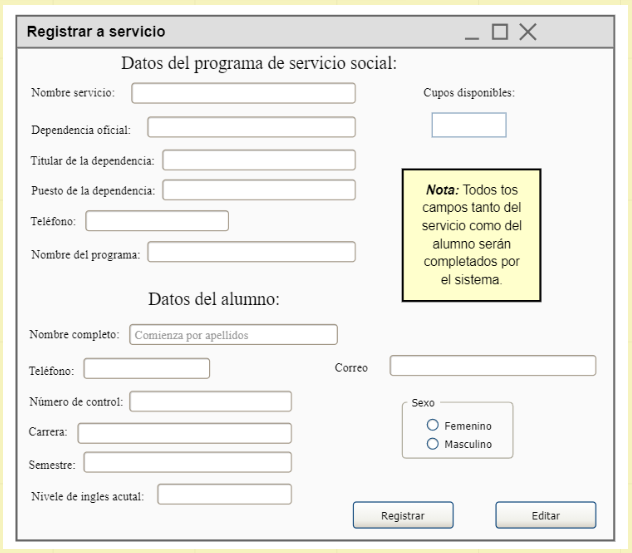 Registrar a servicio
Datos del programa de servicio social:
Nombre servicio:
Cupos disponibles:
Dependencia oficial:
Titular de la dependencia:
Puesto de la dependencia:
Teléfono:
Nombre del programa:
Nota: Todos tos
campos tanto del
servicio como del
alumno serán
completados por
el sistema.
Datos del alumno:
Nombre completo: Comienza por apellidos
Teléfono:
Correo
Número de control:
Carrera:
Semestre:
Nivele de ingles acutal:
Sexo
Femenino
Masculino
Registrar
Editar